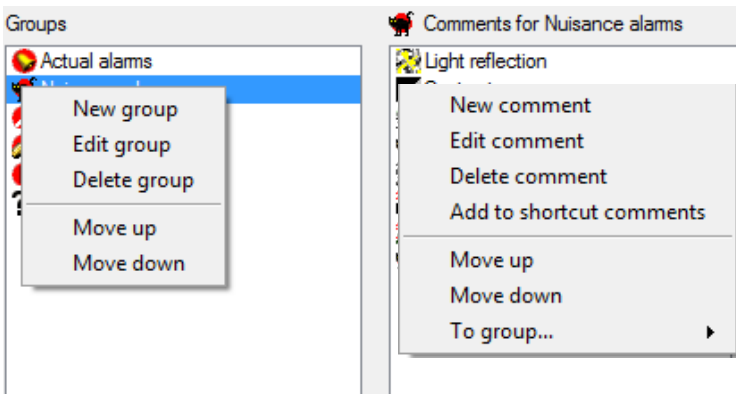 Groups
Actual alarms
New group
Edit group
Delete group
Move up
Move down
Comments for Nuisance alarms
Light reflection
New comment
Edit comment
Delete comment
Add to shortcut comments
Move up
Move down
To group...